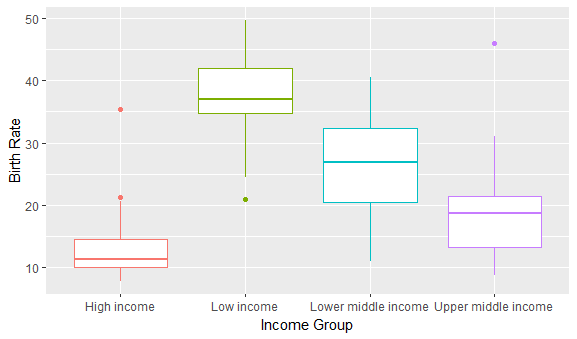 50
40
30
20
10
Birth Rate
High income
Low income
Lower middle income
Upper middle income
Income Group